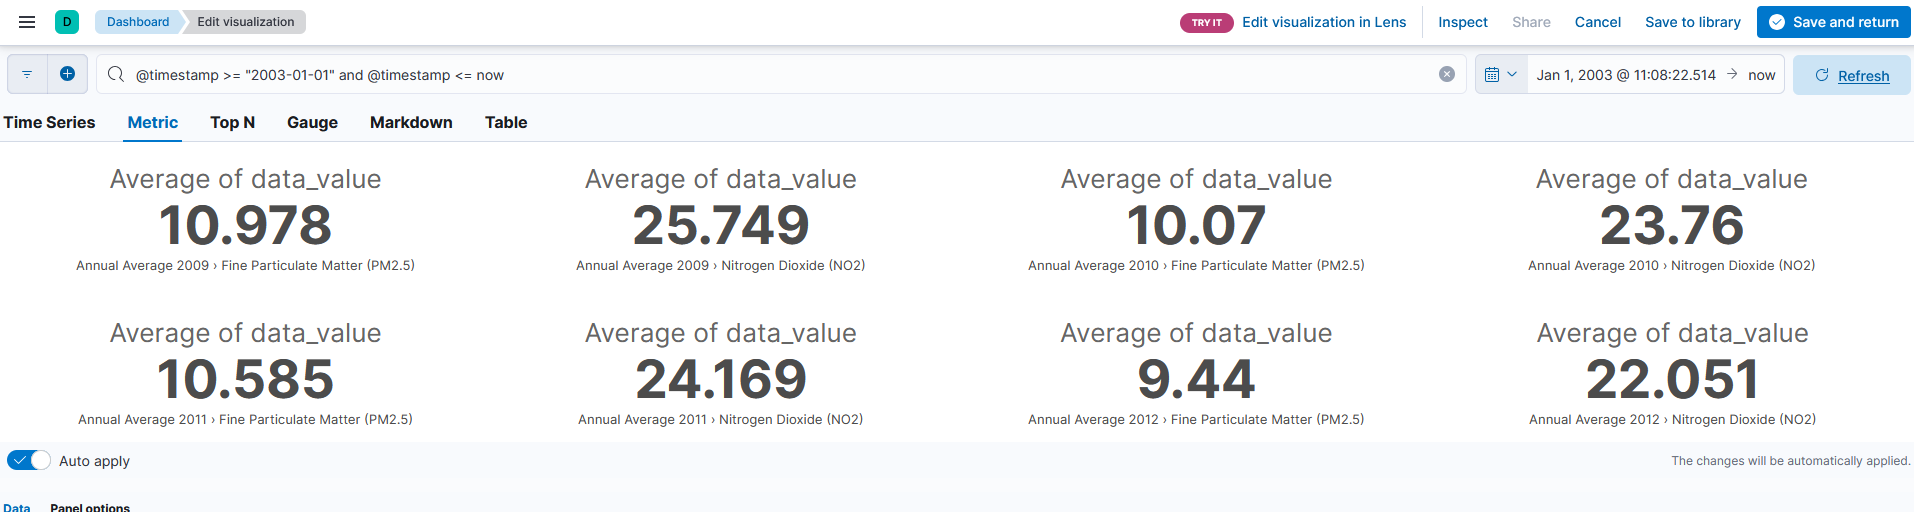 D Dashboard Edit visualization TRY IT Edit visualization in Lens Inspect Share Cancel Save to library Save and return
@timestamp >= "2003-01-01" and @timestamp <= now Jan 1, 2003 @ 11:08:22.514 → now Refresh
Time Series Metric Top N Gauge Markdown Table
Average of data_value Average of data_value Average of data_value Average of data_value
10.978 25.749 10.07 23.76
Annual Average 2009 › Fine Particulate Matter (PM2.5) Annual Average 2009 › Nitrogen Dioxide (NO2) Annual Average 2010 › Fine Particulate Matter (PM2.5) Annual Average 2010 › Nitrogen Dioxide (NO2)
Average of data_value Average of data_value Average of data_value Average of data_value
10.585 24.169 9.44 22.051
Annual Average 2011 › Fine Particulate Matter (PM2.5) Annual Average 2011 › Nitrogen Dioxide (NO2) Annual Average 2012 › Fine Particulate Matter (PM2.5) Annual Average 2012 › Nitrogen Dioxide (NO2)
Auto apply The changes will be automatically applied.
Data Panel options